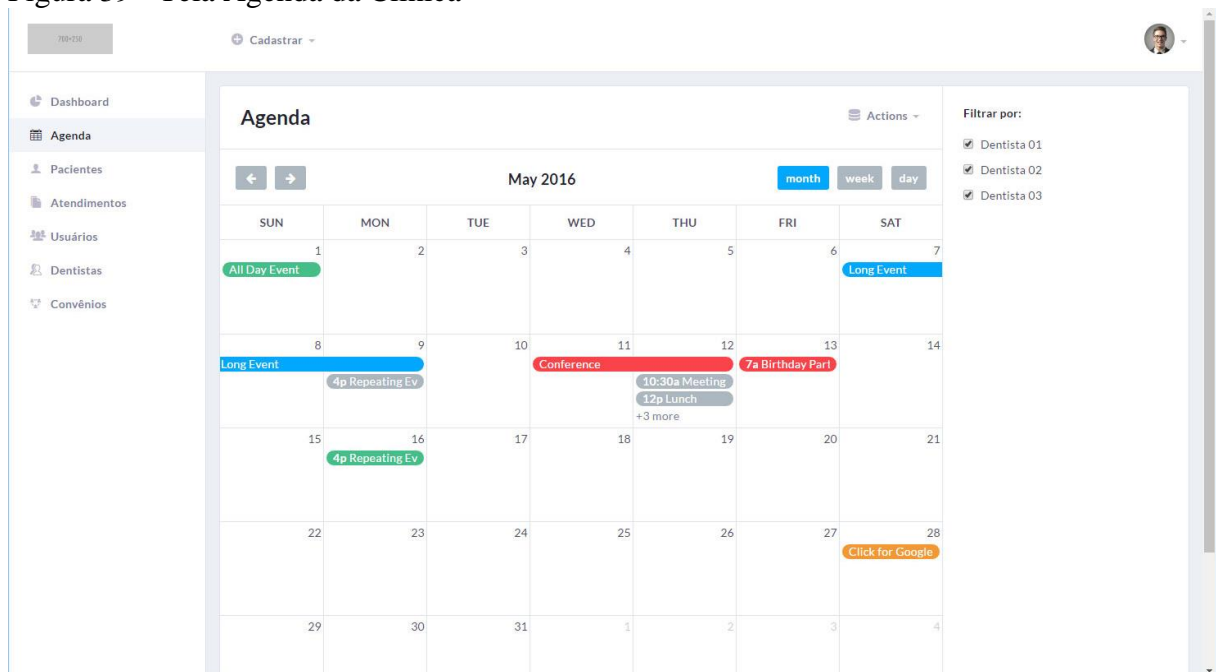 Figura – Tela Agenda da Clínica
700×250
Cadastrar
Dashboard
Agenda
Pacientes
Atendimentos
Usuários
Dentistas
Convênios
Agenda
Actions
May 2016
month week day
SUN MON TUE WED THU FRI SAT
1 2 3 4 5 6 7
All Day Event Long Event
8 9 10 11 12 13 14
Long Event Conference 7a Birthday Part
4p Repeating Ev 10:30a Meeting
12p Lunch
+3 more
15 16 17 18 19 20 21
4p Repeating Ev
22 23 24 25 26 27 28
Click for Google
29 30 31 1 2 3 4
Filtrar por:
Dentista 01
Dentista 02
Dentista 03